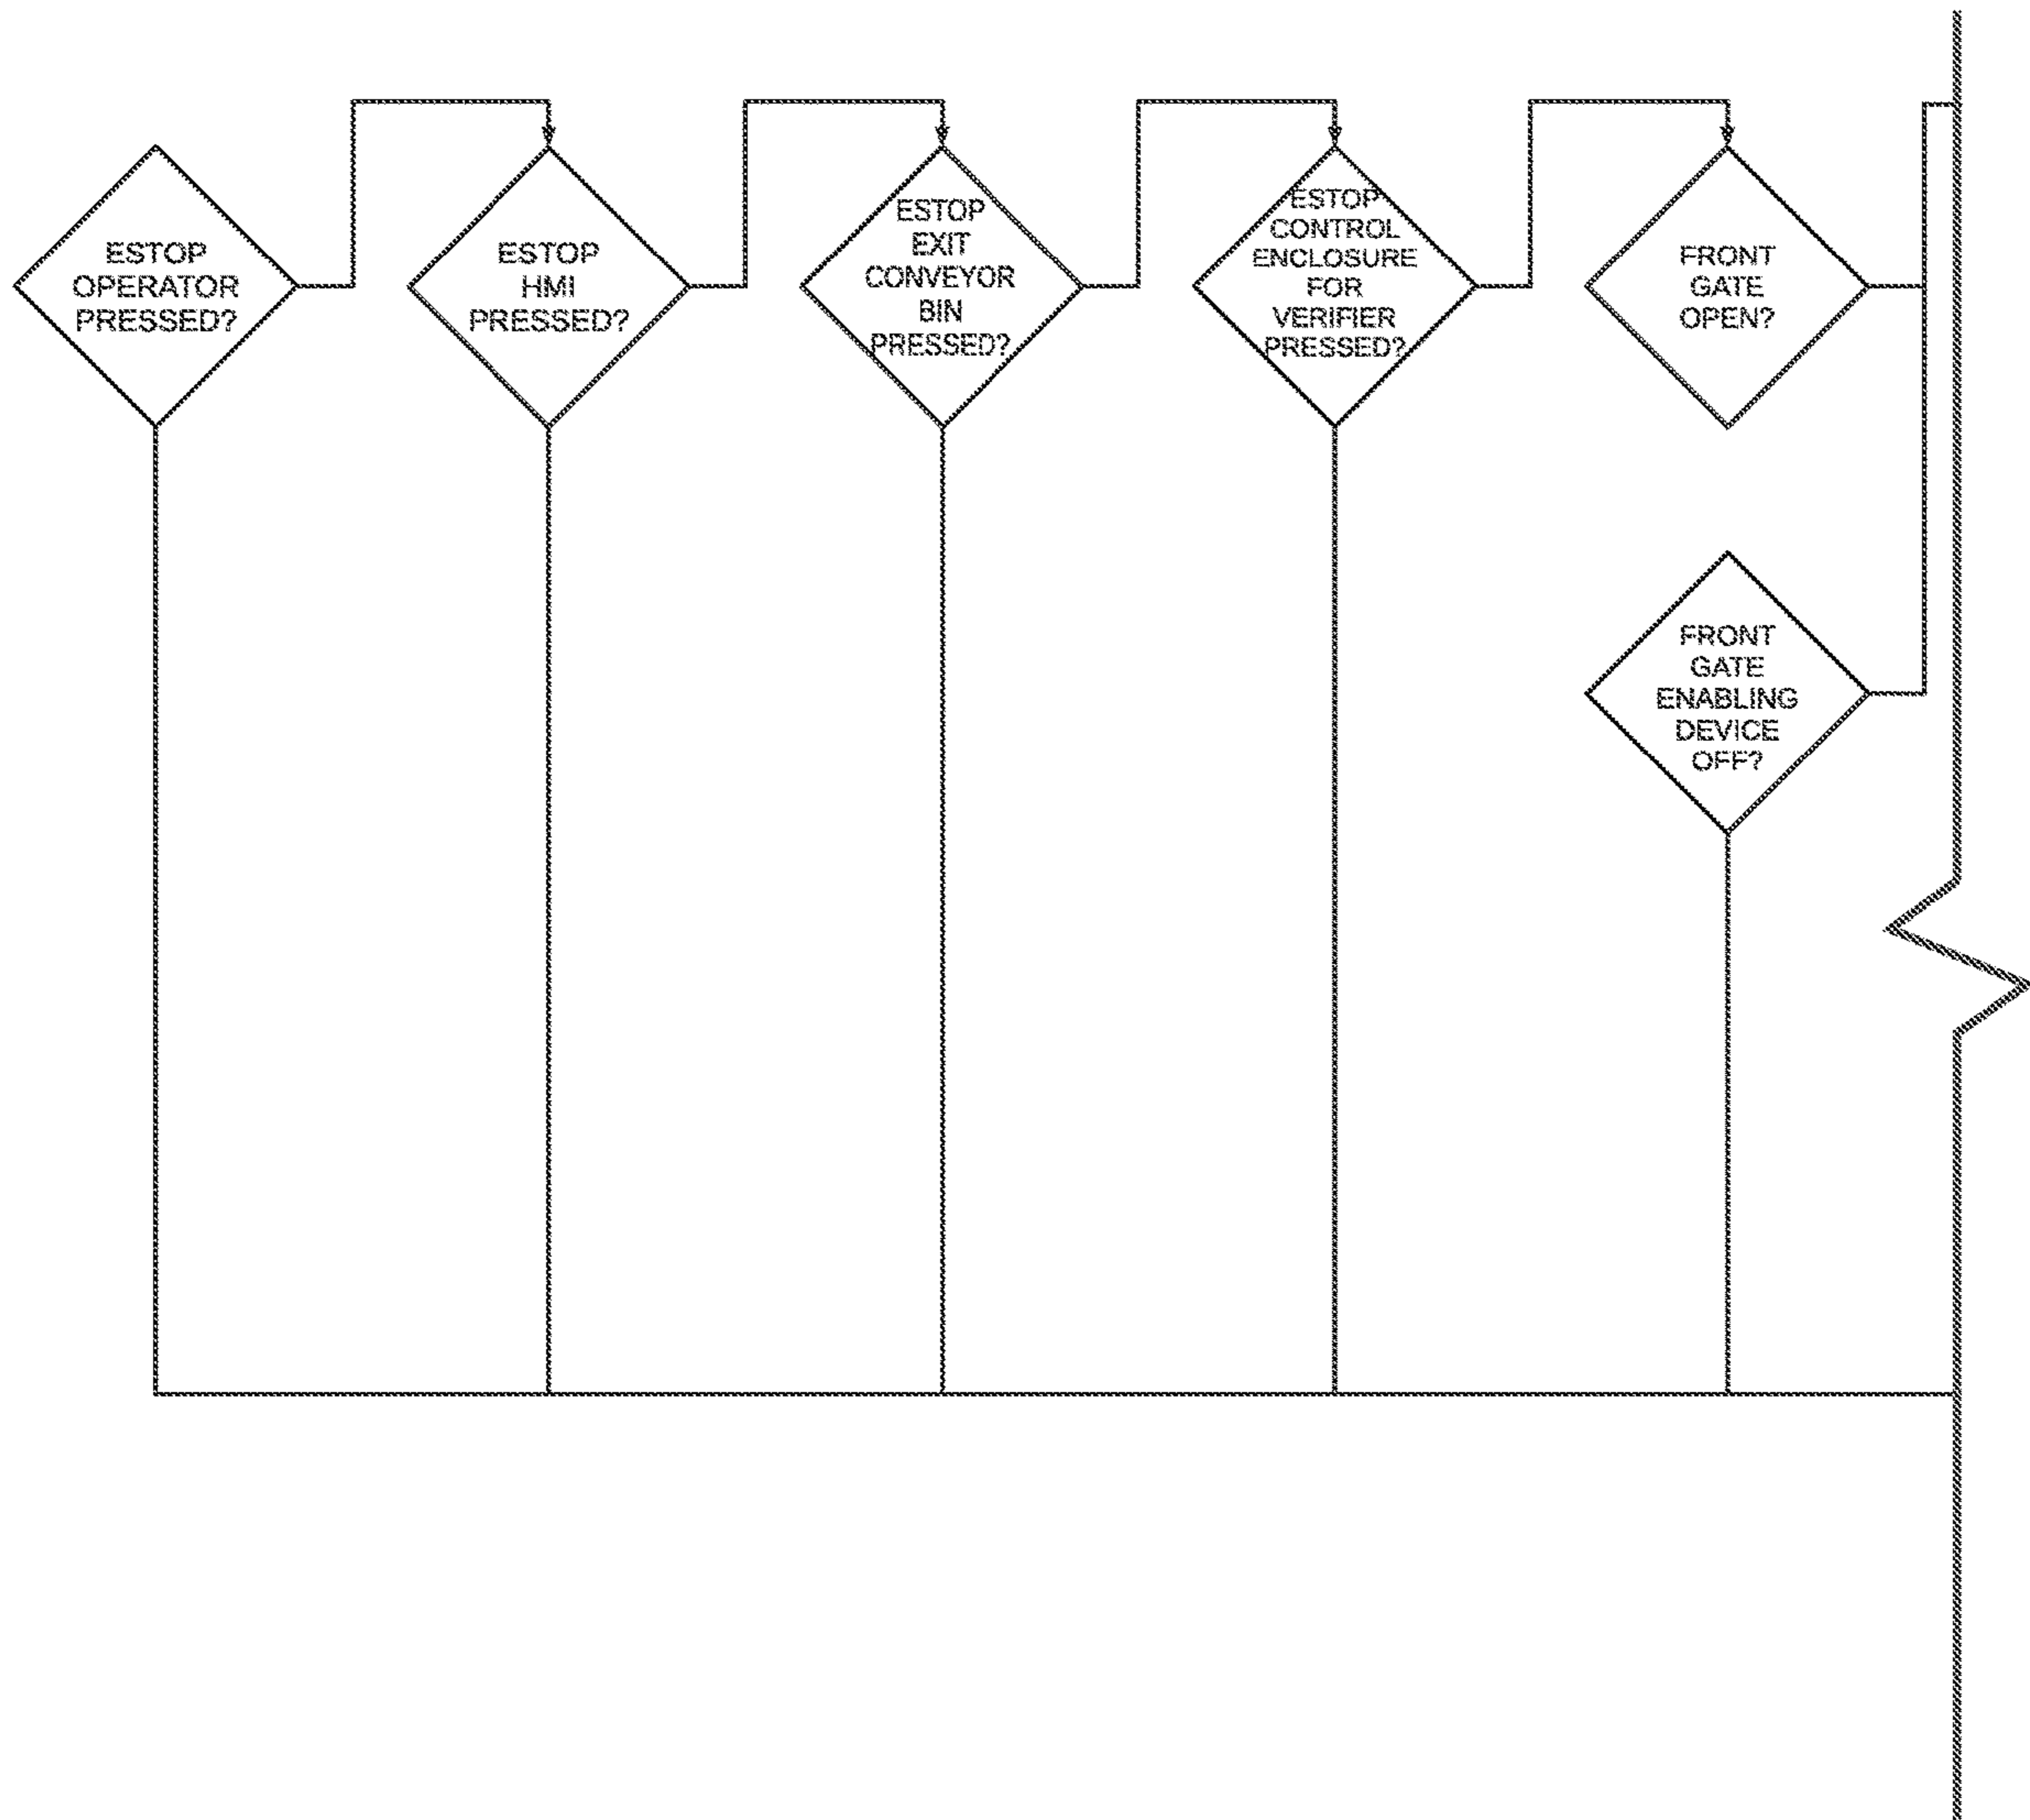 ESTOP
OPERATOR
PRESSED?
ESTOP
HMI
PRESSED?
ESTOP
EXIT
CONVEYOR
BIN
PRESSED?
ESTOP
CONTROL
ENCLOSURE
FOR
VERIFIER
PRESSED?
FRONT
GATE
OPEN?
FRONT
GATE
ENABLING
DEVICE
OFF?